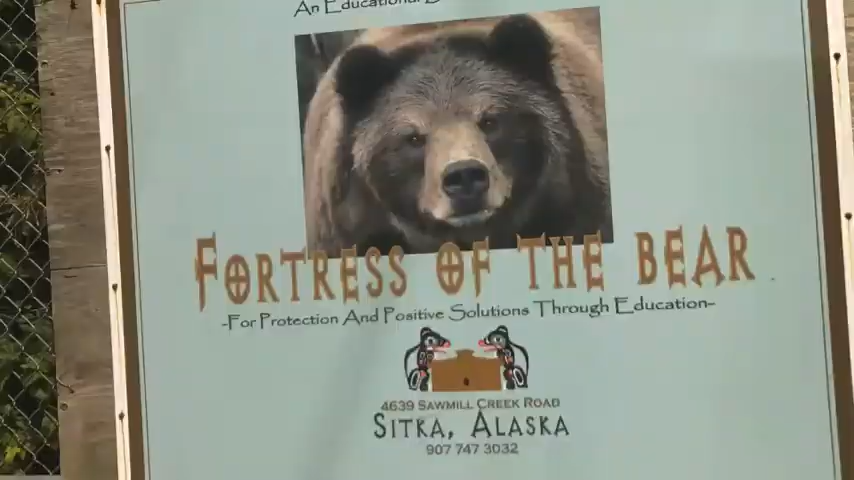 An Educational
Fortress of the Bear
-For Protection And Positive Solutions Through Education-
4639 Sawmill Creek Road
Sitka, Alaska
907 747 3032